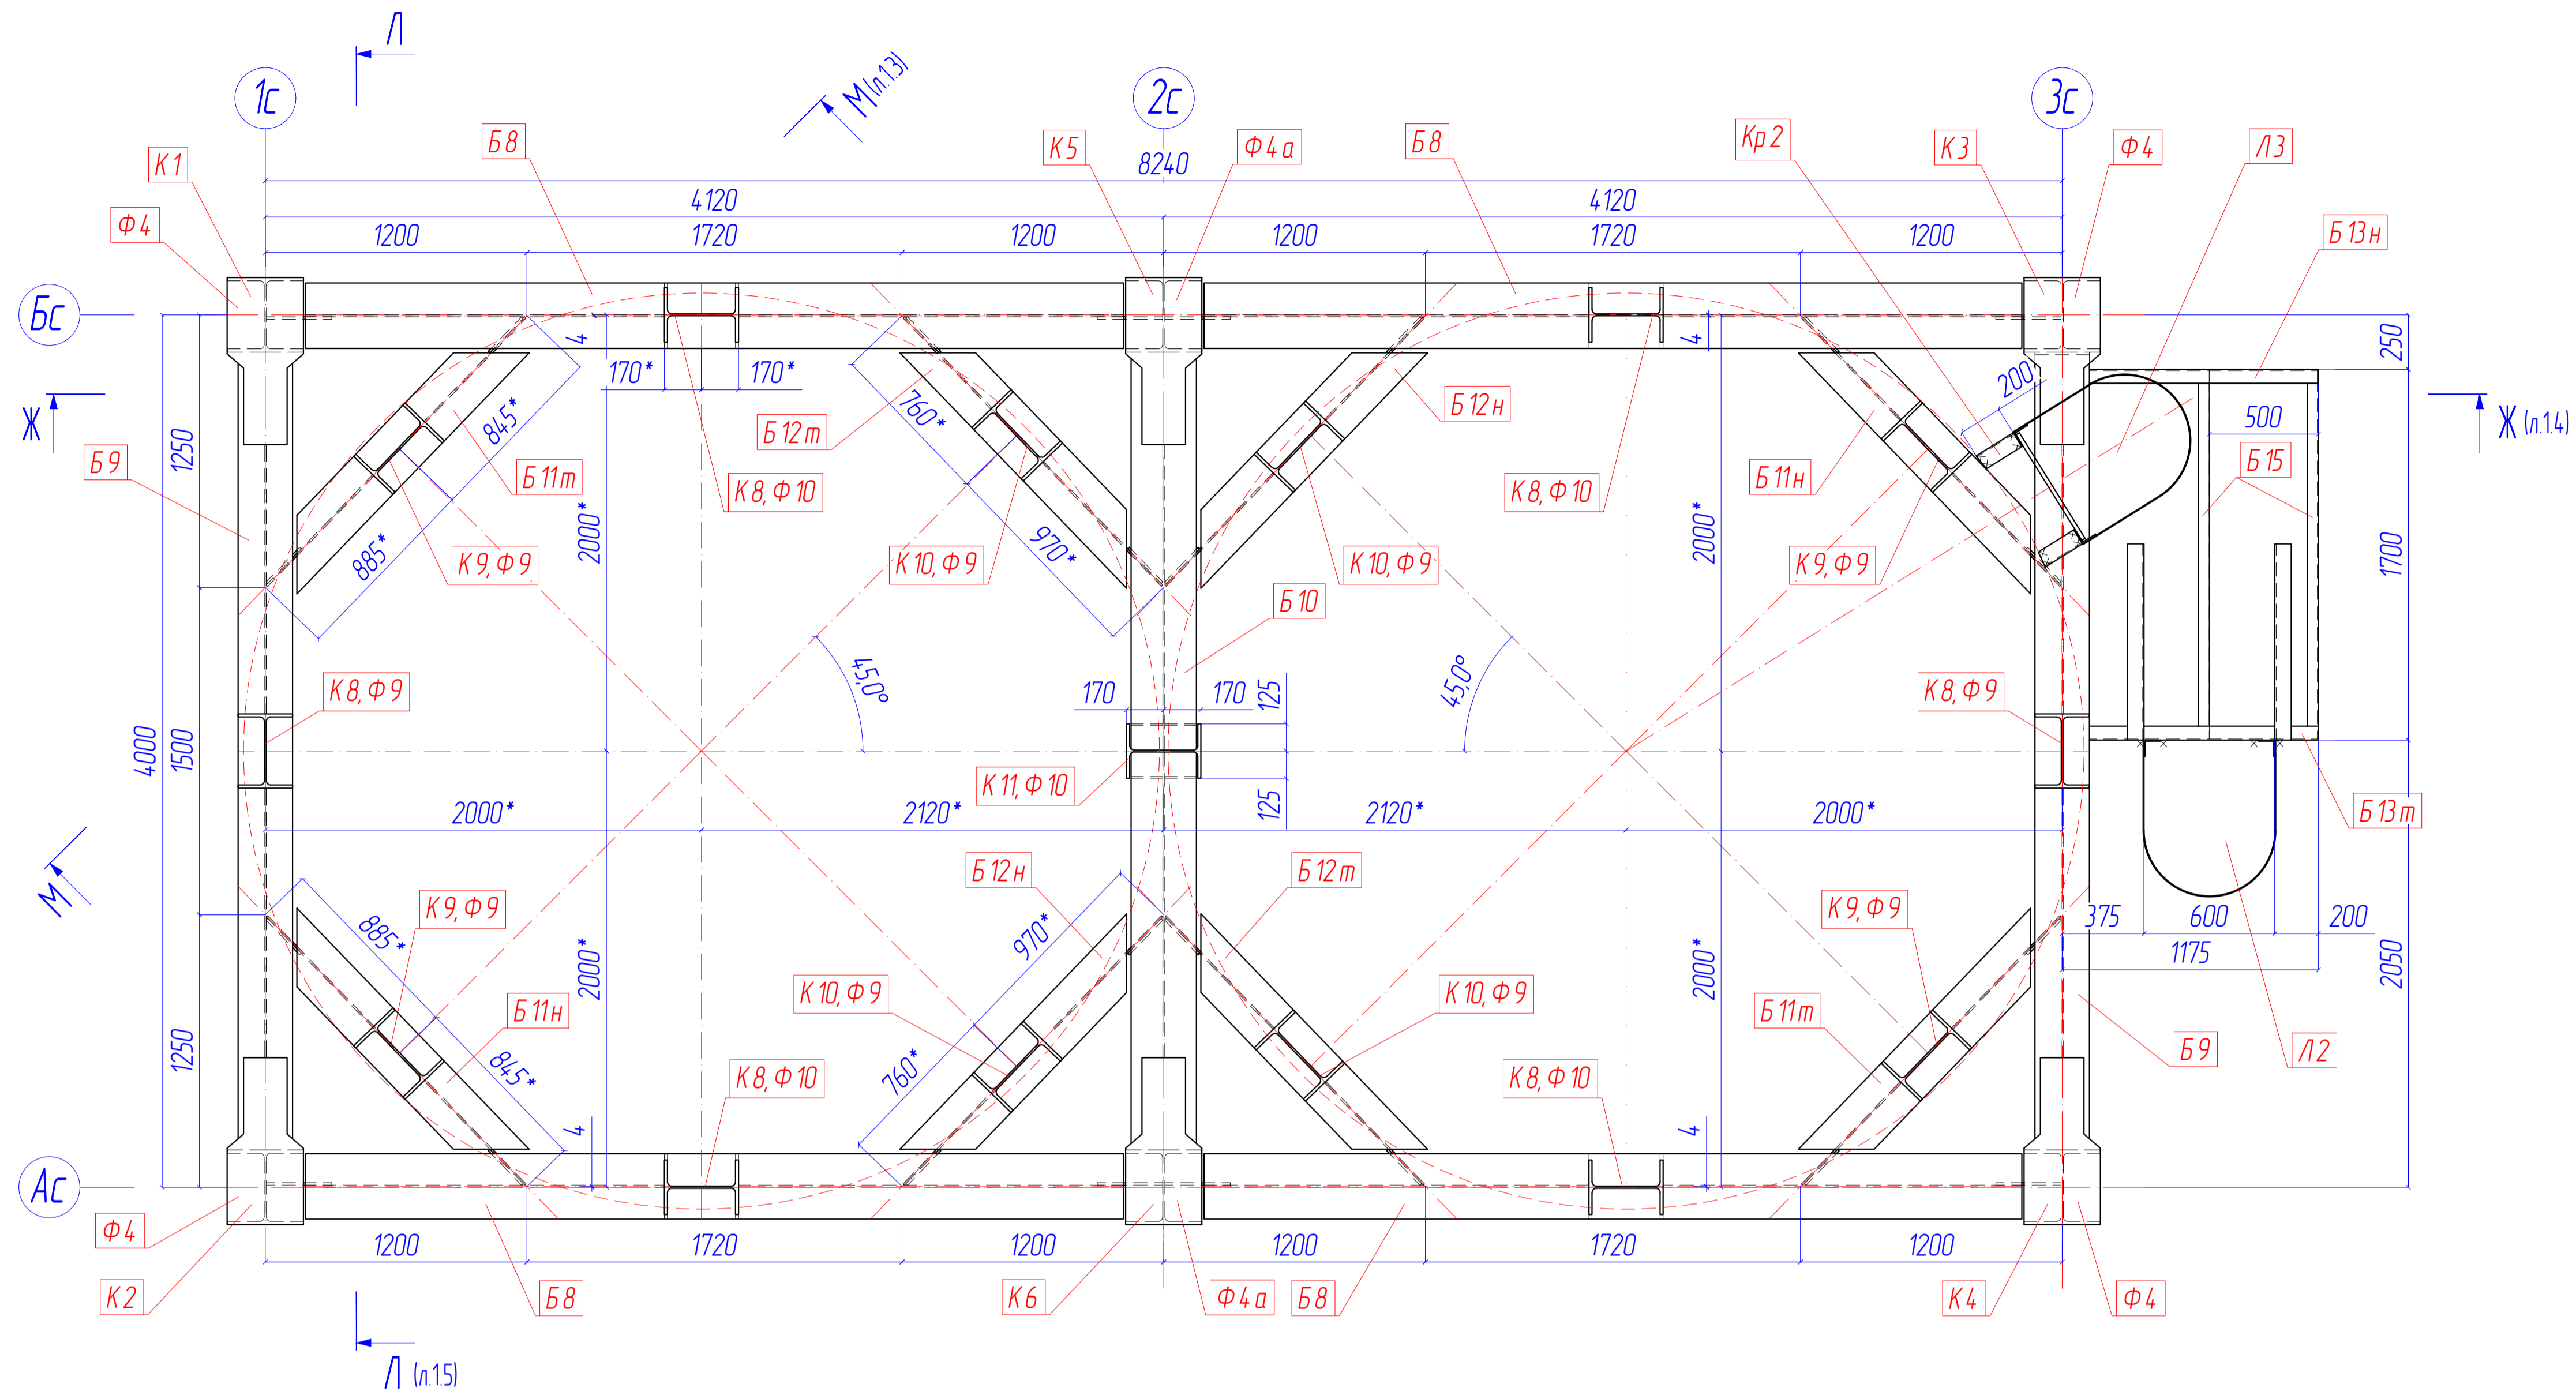 Л
М (л.1.3)
1с
2с
3с
К1
Б8
К5
Ф4а
Б8
Кр2
К3
Ф4
Л3
8240
4120
4120
Ф4
1200
1720
1200
1200
1720
1200
Б13н
Бс
4
4
250
170*
170*
200
Ж
Ж (л.1.4)
845*
760*
Б12т
Б12н
500
1250
Б9
Б11т
Б11н
Б15
К8,Ф10
К8,Ф10
885*
2000*
970*
2000*
1700
К9,Ф9
К10,Ф9
К10,Ф9
К9,Ф9
Б10
45,0°
45,0°
К8,Ф9
170
170
125
К8,Ф9
4000
1500
К11,Ф10
125
2000*
2120*
2120*
2000*
Б13т
М
Б12н
Б12т
К9,Ф9
885*
970*
К9,Ф9
375
600
200
1175
2000*
2000*
2050
К10,Ф9
К10,Ф9
Б11н
Б11т
1250
845*
760*
Б9
Л2
К8,Ф10
К8,Ф10
4
4
Ас
Ф4
1200
1720
1200
1200
1720
1200
К2
Б8
К6
Ф4а
Б8
К4
Ф4
Л (л.1.5)